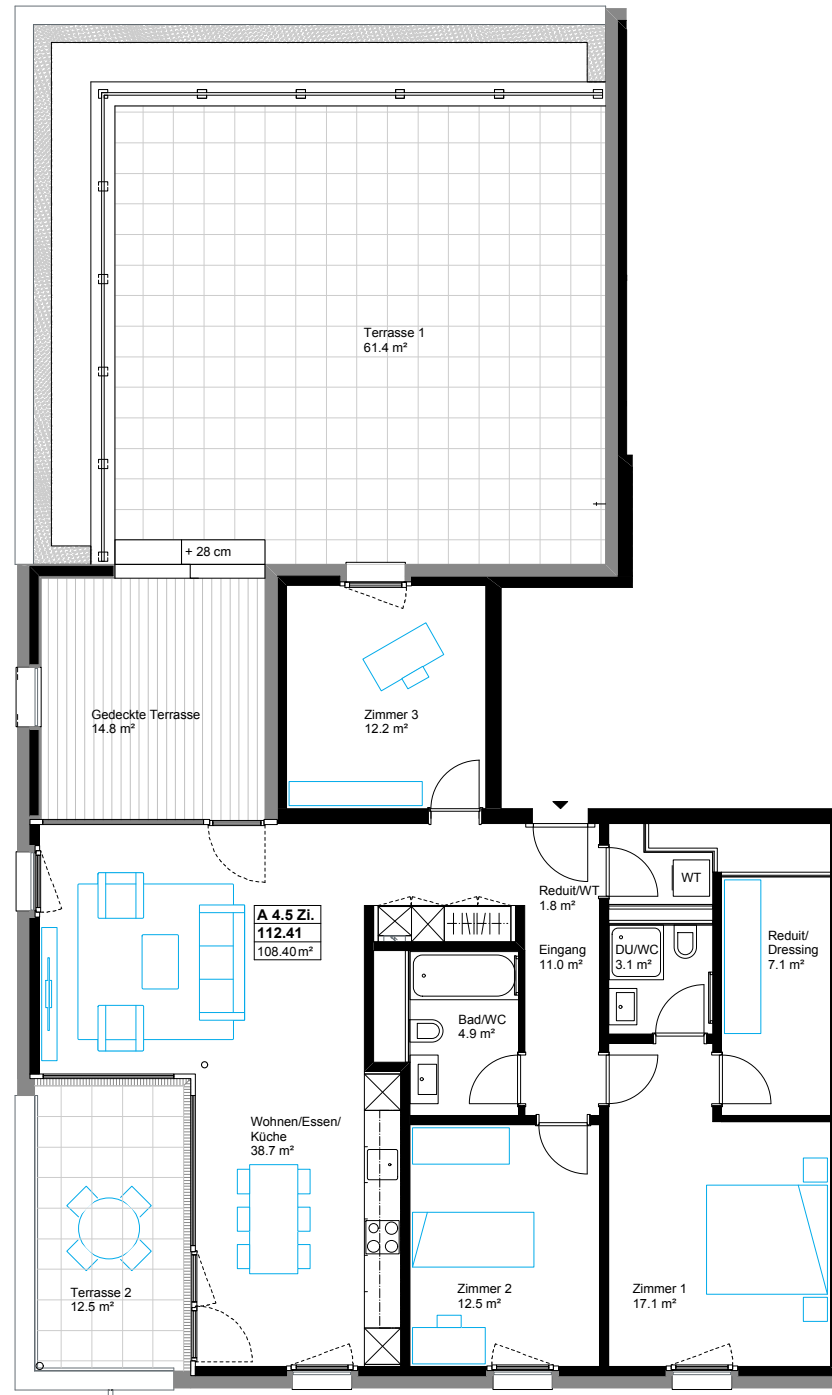 Terrasse 1
61.4 m²
+ 28 cm
Gedeckte Terrasse
14.8 m²
Zimmer 3
12.2 m²
WT
Reduit/WT
1.8 m²
A 4.5 Zi.
112.41
108.40 m²
Eingang
11.0 m²
DU/WC
3.1 m²
Reduit/
Dressing
7.1 m²
Bad/WC
4.9 m²
Wohnen/Essen/
Küche
38.7 m²
Terrasse 2
12.5 m²
Zimmer 2
12.5 m²
Zimmer 1
17.1 m²